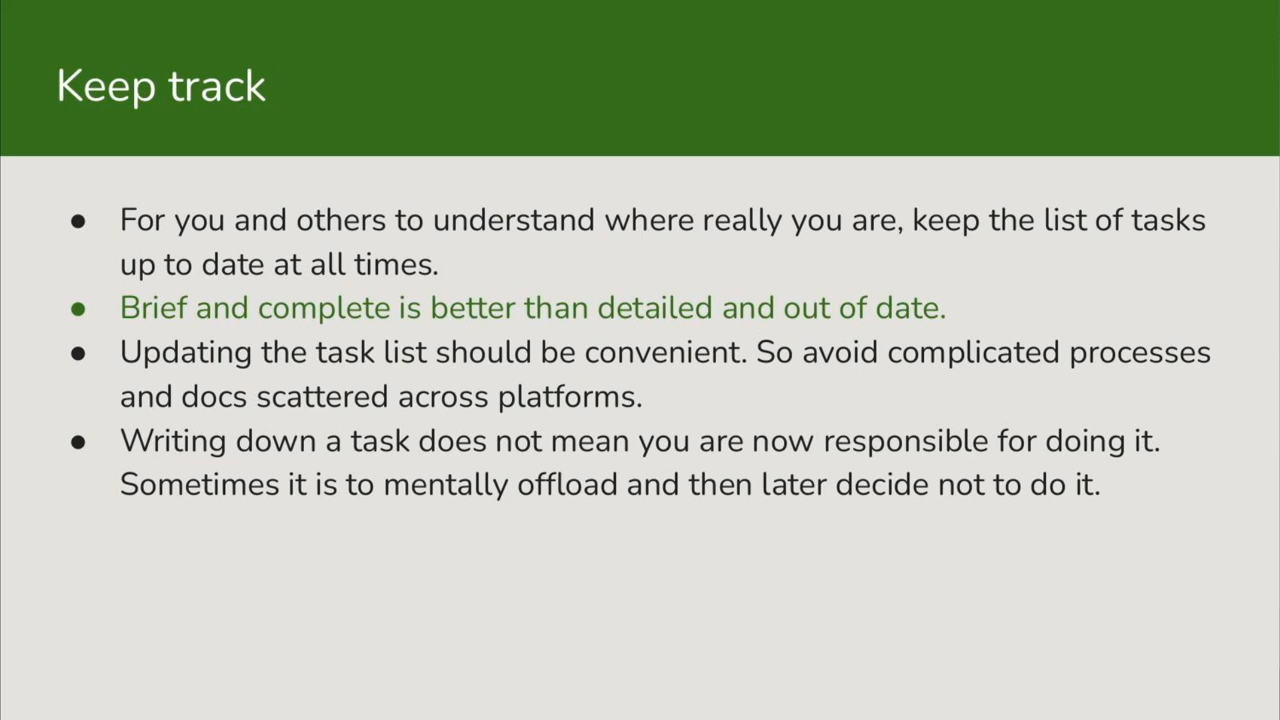 Keep track
● For you and others to understand where really you are, keep the list of tasks
up to date at all times.
● Brief and complete is better than detailed and out of date.
● Updating the task list should be convenient. So avoid complicated processes
and docs scattered across platforms.
● Writing down a task does not mean you are now responsible for doing it.
Sometimes it is to mentally offload and then later decide not to do it.